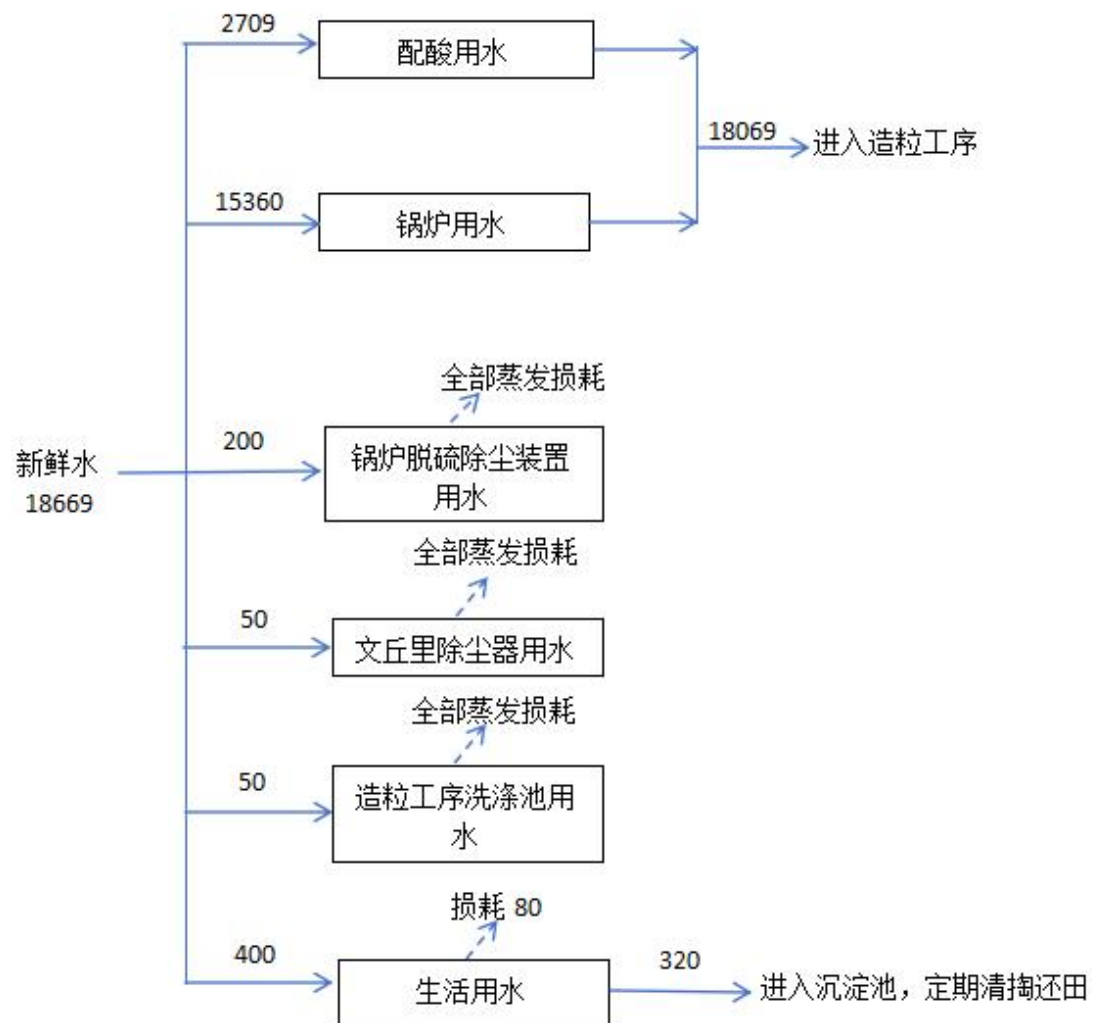 2709
配酸用水
18069
进入造粒工序
15360
锅炉用水
全部蒸发损耗
200
锅炉脱硫除尘装置
用水
新鲜水
18669
全部蒸发损耗
50
文丘里除尘器用水
全部蒸发损耗
50
造粒工序洗涤池用
水
损耗 80
400
生活用水
320
进入沉淀池，定期清掏还田